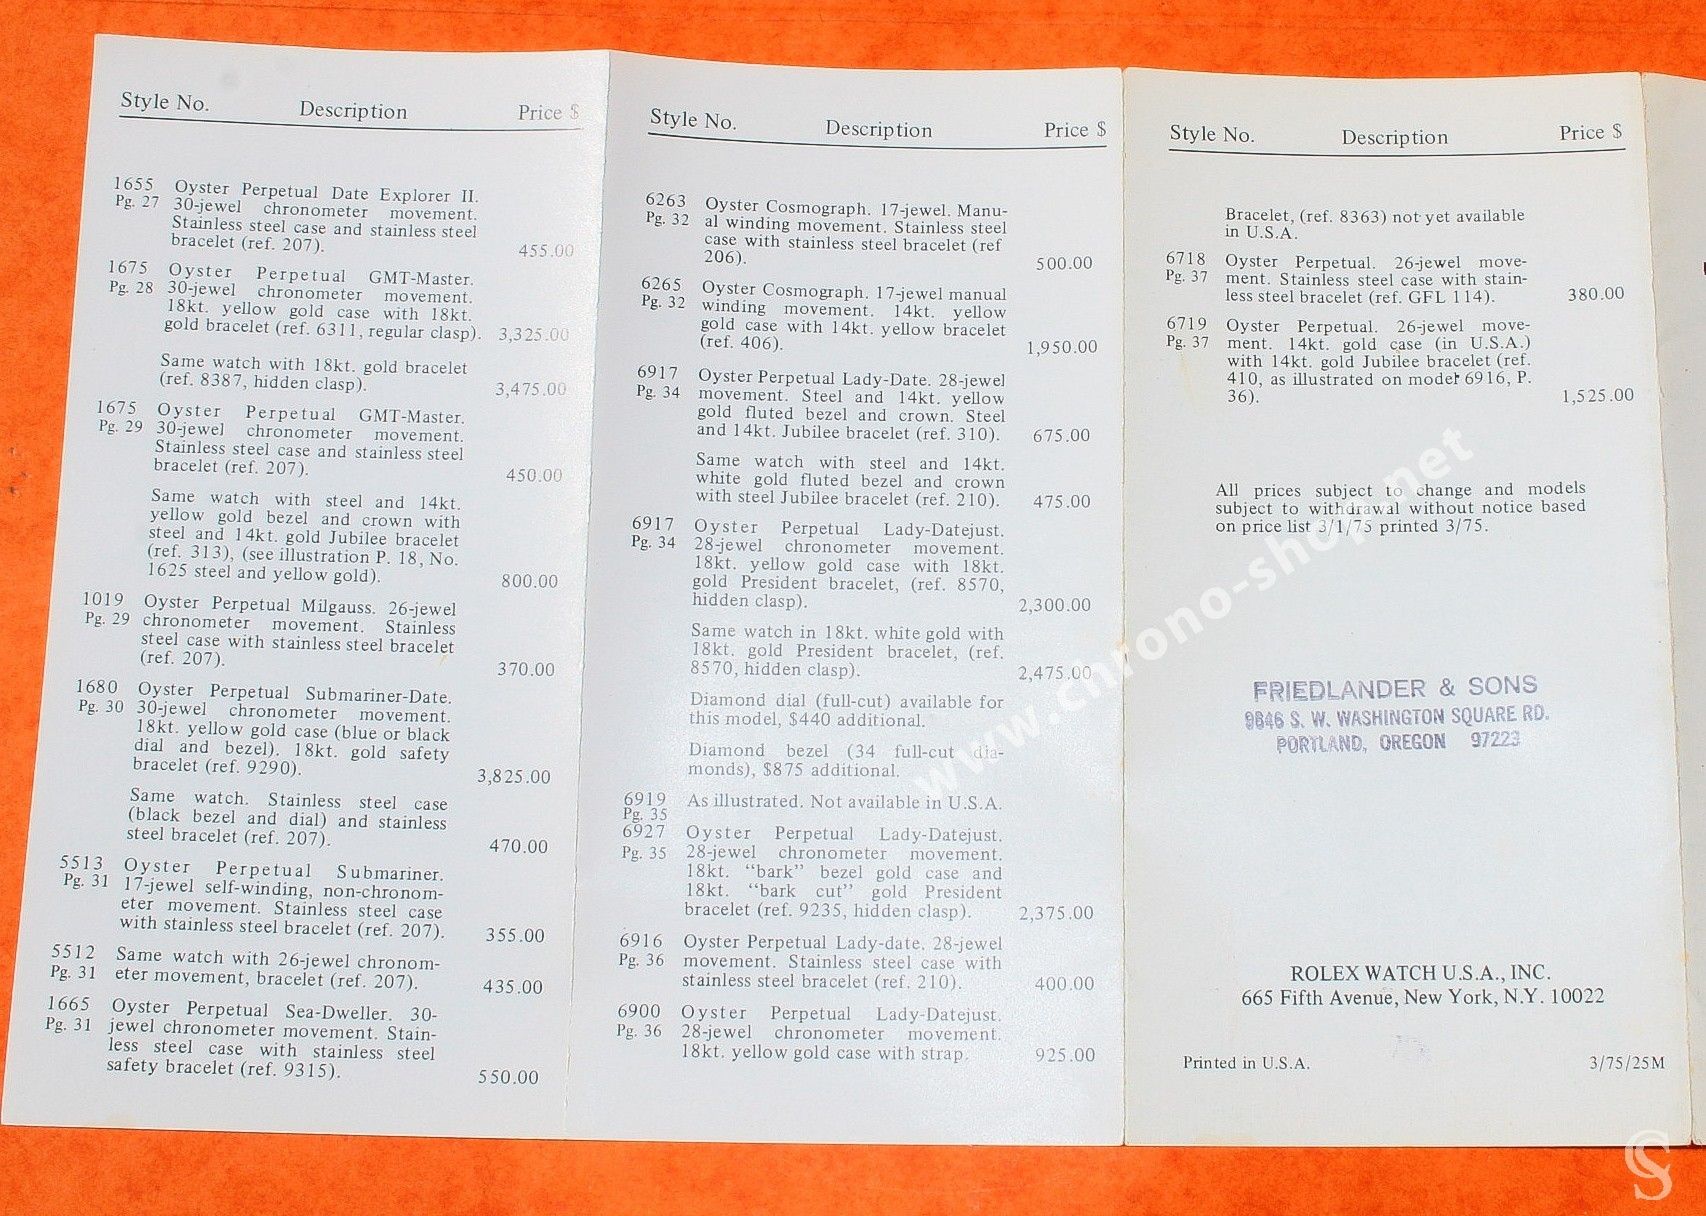 Style No. Description Price $
1655 Oyster Perpetual Date Explorer II.
Pg. 27 30-jewel chronometer movement.
Stainless steel case and stainless steel
bracelet (ref. 207). 455.00
1675 Oyster Perpetual GMT-Master.
Pg. 28 30-jewel chronometer movement.
18kt. yellow gold case with 18kt.
gold bracelet (ref. 6311, regular clasp). 3,325.00
Same watch with 18kt. gold bracelet
(ref. 8387, hidden clasp). 3,475.00
1675 Oyster Perpetual GMT-Master.
Pg. 29 30-jewel chronometer movement.
Stainless steel case and stainless steel
bracelet (ref. 207). 450.00
Same watch with steel and 14kt.
yellow gold bezel and crown with
steel and 14kt. gold Jubilee bracelet
(ref. 313), (see illustration P. 18, No.
1625 steel and yellow gold). 800.00
1019 Oyster Perpetual Milgauss. 26-jewel
Pg. 29 chronometer movement. Stainless
steel case with stainless steel bracelet
(ref. 207). 370.00
1680 Oyster Perpetual Submariner-Date.
Pg. 30 30-jewel chronometer movement.
18kt. yellow gold case (blue or black
dial and bezel). 18kt. gold safety
bracelet (ref. 9290). 3,825.00
Same watch. Stainless steel case
(black bezel and dial) and stainless
steel bracelet (ref. 207). 470.00
5513 Oyster Perpetual Submariner.
Pg. 31 17-jewel self-winding, non-chronom-
eter movement. Stainless steel case
with stainless steel bracelet (ref. 207). 355.00
5512 Same watch with 26-jewel chronom-
Pg. 31 eter movement, bracelet (ref. 207). 435.00
1665 Oyster Perpetual Sea-Dweller. 30-
Pg. 31 jewel chronometer movement. Stain-
less steel case with stainless steel
safety bracelet (ref. 9315). 550.00
Style No. Description Price $
6263 Oyster Cosmograph. 17-jewel. Manu-
Pg. 32 al winding movement. Stainless steel
case with stainless steel bracelet (ref
206). 500.00
6265 Oyster Cosmograph. 17-jewel manual
Pg. 32 winding movement. 14kt. yellow
gold case with 14kt. yellow bracelet
(ref. 406). 1,950.00
6917 Oyster Perpetual Lady-Date. 28-jewel
Pg. 34 movement. Steel and 14kt. yellow
gold fluted bezel and crown. Steel
and 14kt. Jubilee bracelet (ref. 310). 675.00
Same watch with steel and 14kt.
white gold fluted bezel and crown
with steel Jubilee bracelet (ref. 210). 475.00
6917 Oyster Perpetual Lady-Datejust.
Pg. 34 28-jewel chronometer movement.
18kt. yellow gold case with 18kt.
gold President bracelet, (ref. 8570,
hidden clasp). 2,300.00
Same watch in 18kt. white gold with
18kt. gold President bracelet, (ref.
8570, hidden clasp). 2,475.00
Diamond dial (full-cut) available for
this model, $440 additional.
Diamond bezel (34 full-cut dia-
monds), $875 additional.
6919 As illustrated. Not available in U.S.A.
Pg. 35
6927 Oyster Perpetual Lady-Datejust.
Pg. 35 28-jewel chronometer movement.
18kt. "bark" bezel gold case and
18kt. "bark cut" gold President
bracelet (ref. 9235, hidden clasp). 2,375.00
6916 Oyster Perpetual Lady-date. 28-jewel
Pg. 36 movement. Stainless steel case with
stainless steel bracelet (ref. 210). 400.00
6900 Oyster Perpetual Lady-Datejust.
Pg. 36 28-jewel chronometer movement.
18kt. yellow gold case with strap. 925.00
Style No. Description Price $
Bracelet, (ref. 8363) not yet available
in U.S.A.
6718 Oyster Perpetual. 26-jewel move-
Pg. 37 ment. Stainless steel case with stain-
less steel bracelet (ref. GFL 114). 380.00
6719 Oyster Perpetual. 26-jewel move-
Pg. 37 ment. 14kt. gold case (in U.S.A.)
with 14kt. gold Jubilee bracelet (ref.
410, as illustrated on model 6916, P.
36). 1,525.00
All prices subject to change and models
subject to withdrawal without notice based
on price list 3/1/75 printed 3/75.
FRIEDLANDER & SONS
9846 S. W. WASHINGTON SQUARE RD.
PORTLAND, OREGON 97223
ROLEX WATCH U.S.A., INC.
665 Fifth Avenue, New York, N.Y. 10022
Printed in U.S.A. 3/75/25M
www.chrono-shop.net